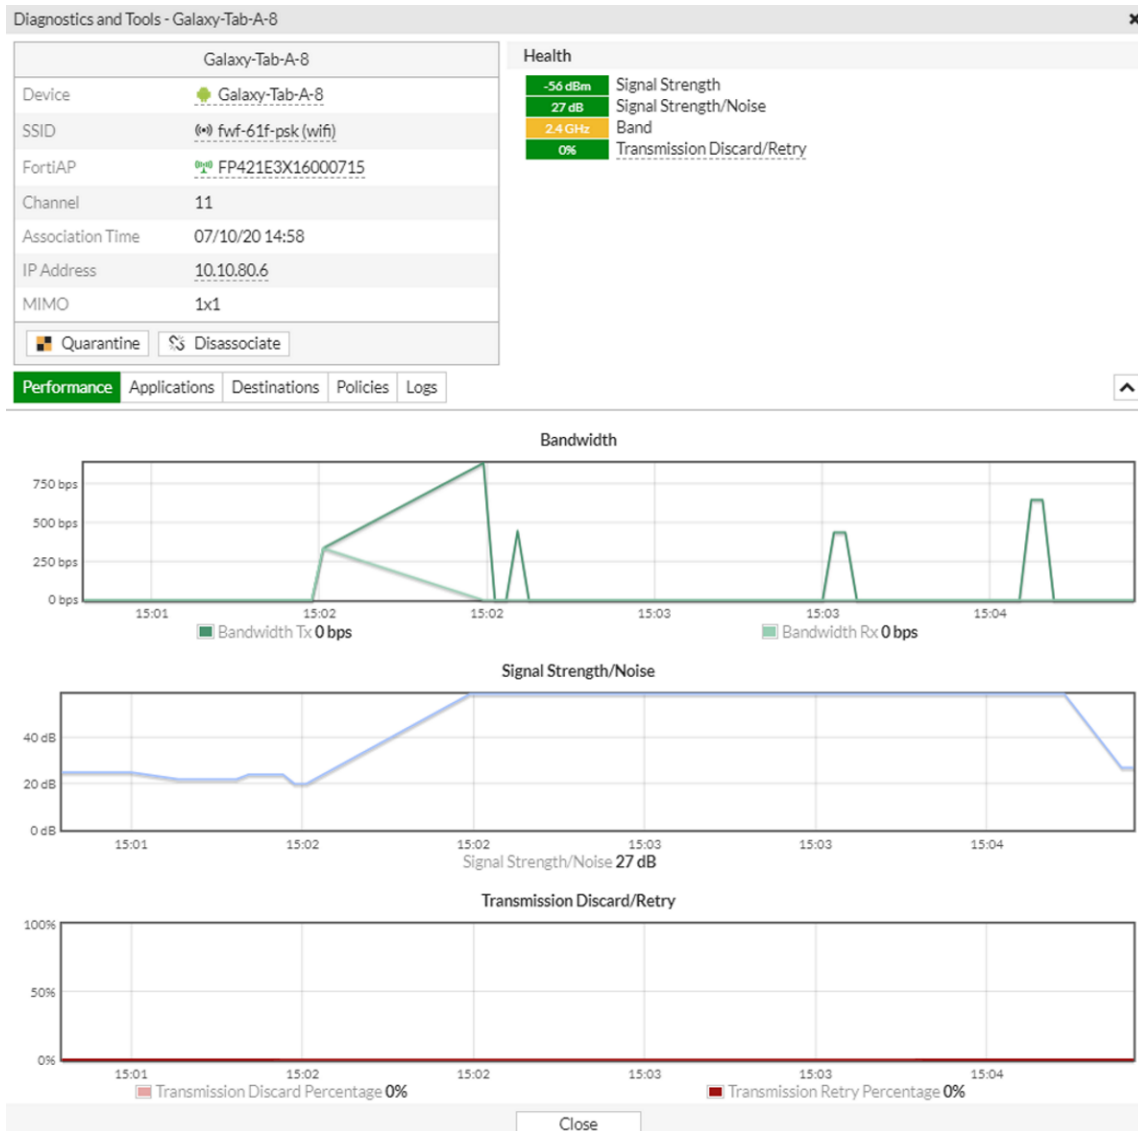 Diagnostics and Tools - Galaxy-Tab-A-8
Galaxy-Tab-A-8
Device Galaxy-Tab-A-8
SSID fwf-61f-psk (wifi)
FortiAP FP421E3X16000715
Channel 11
Association Time 07/10/20 14:58
IP Address 10.10.80.6
MIMO 1x1
Quarantine Disassociate
Health
-56 dBm Signal Strength
27 dB Signal Strength/Noise
2.4 GHz Band
0% Transmission Discard/Retry
Performance Applications Destinations Policies Logs
Bandwidth
750 bps
500 bps
250 bps
0 bps
15:01 15:02 15:02 15:03 15:03 15:04
Bandwidth Tx 0 bps Bandwidth Rx 0 bps
Signal Strength/Noise
40 dB
20 dB
0 dB
15:01 15:02 15:02 15:03 15:03 15:04
Signal Strength/Noise 27 dB
Transmission Discard/Retry
100%
50%
0%
15:01 15:02 15:02 15:03 15:03 15:04
Transmission Discard Percentage 0% Transmission Retry Percentage 0%
Close